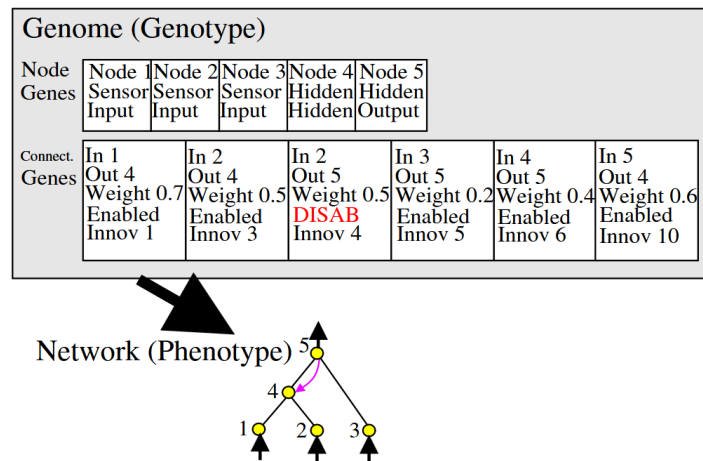 Genome (Genotype)
Node Genes
Node 1 Sensor Input
Node 2 Sensor Input
Node 3 Sensor Input
Node 4 Hidden Hidden
Node 5 Hidden Output
Connect. Genes
In 1
Out 4
Weight 0.7
Enabled
Innov 1
In 2
Out 4
Weight 0.5
Enabled
Innov 3
In 2
Out 5
Weight 0.5
DISAB
Innov 4
In 3
Out 5
Weight 0.2
Enabled
Innov 5
In 4
Out 5
Weight 0.4
Enabled
Innov 6
In 5
Out 4
Weight 0.6
Enabled
Innov 10
Network (Phenotype)
5
4
1
2
3